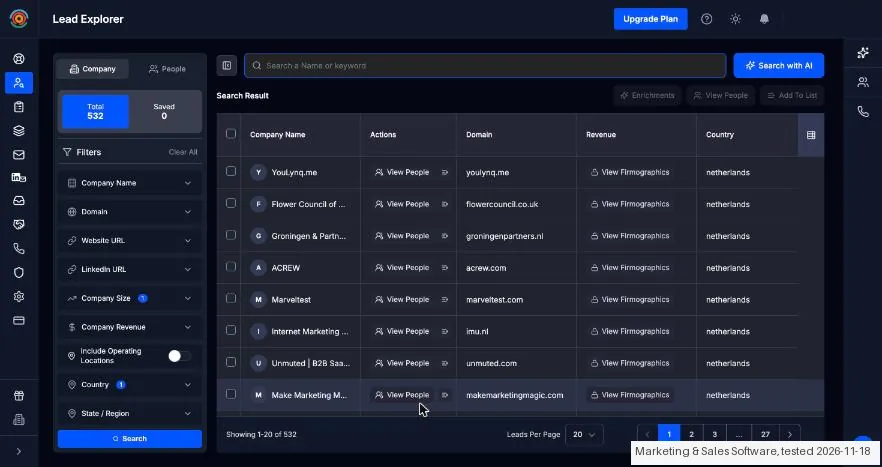 Lead Explorer
Upgrade Plan
Company
People
Search a Name or keyword
Search with AI
Total
532
Saved
0
Search Result
Enrichments
View People
Add To List
Filters
Clear All
Company Name
Domain
Website URL
LinkedIn URL
Company Size 1
Company Revenue
Include Operating
Locations
Country 1
State / Region
Search
Company Name Actions Domain Revenue Country
Y YouLynq.me View People youlynq.me View Firmographics netherlands
F Flower Council of ... View People flowercouncil.co.uk View Firmographics netherlands
G Groningen & Partn... View People groningenpartners.nl View Firmographics netherlands
A ACREW View People acrew.com View Firmographics netherlands
M Marveltest View People marveltest.com View Firmographics netherlands
I Internet Marketing ... View People imu.nl View Firmographics netherlands
U Unmuted | B2B Saa... View People unmuted.com View Firmographics netherlands
M Make Marketing M... View People makemarketingmagic.com View Firmographics netherlands
Showing 1-20 of 532
Leads Per Page 20
1 2 3 ... 27
Marketing & Sales Software, tested 2026-11-18